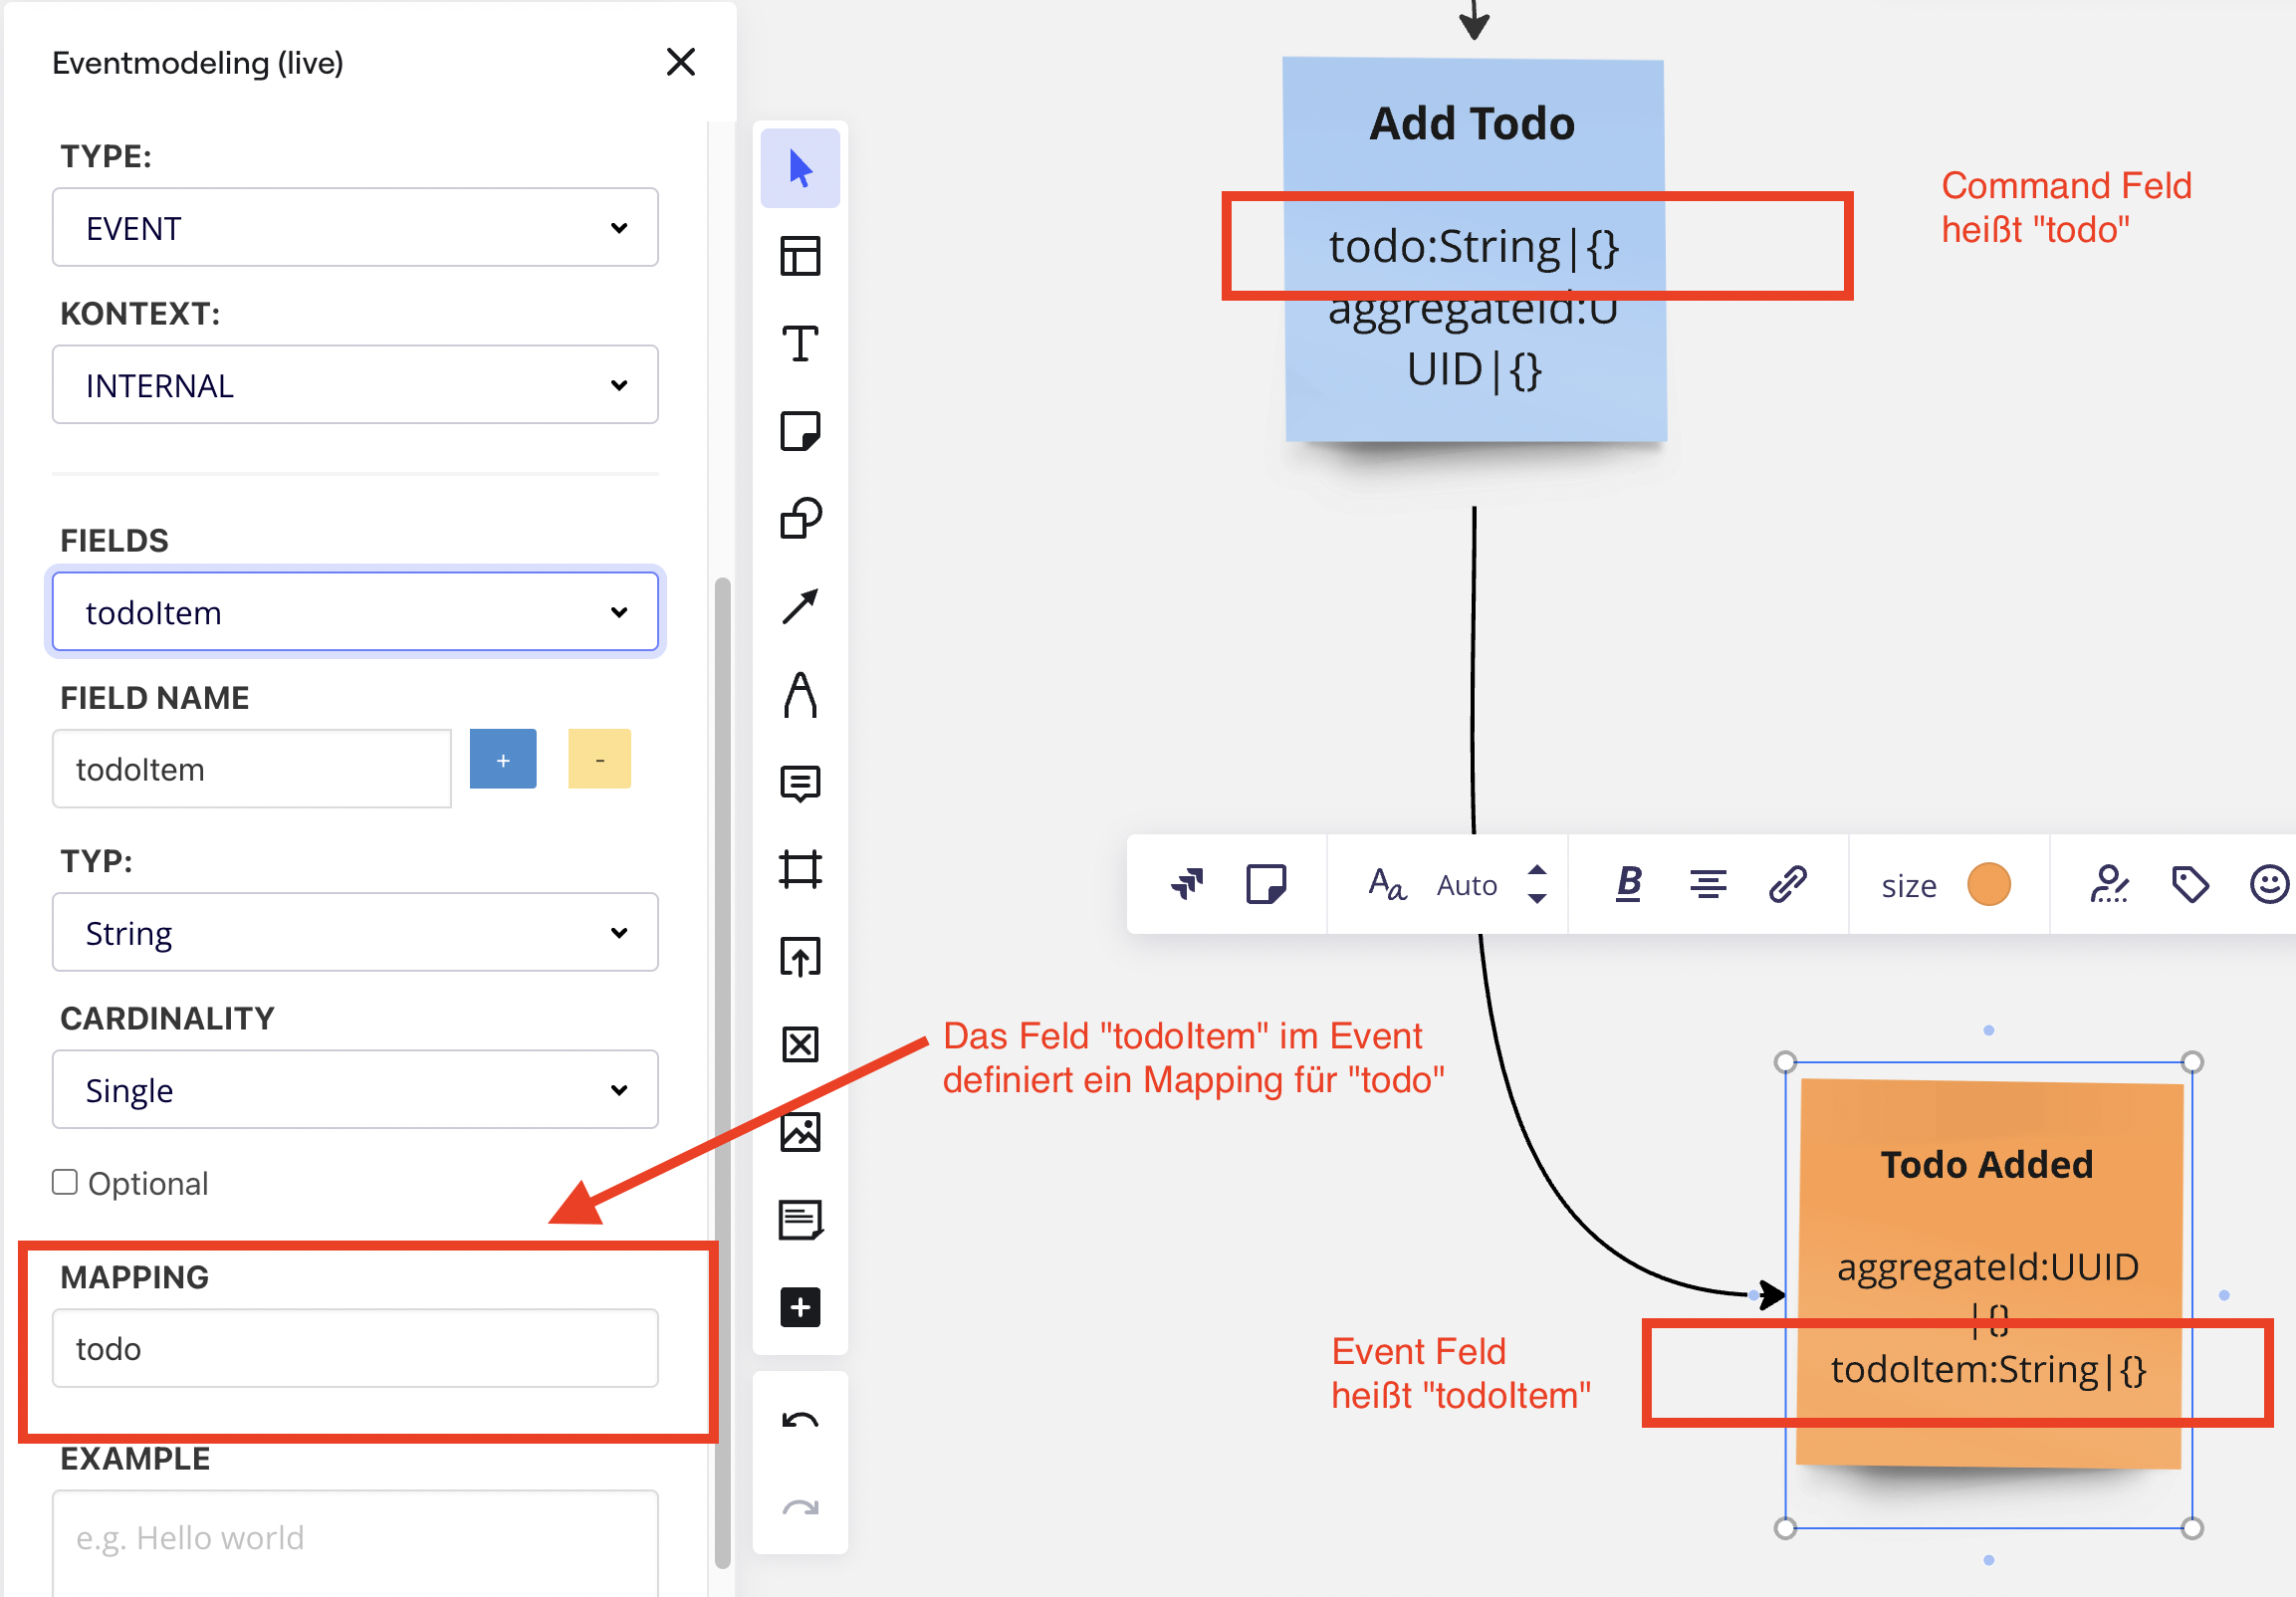 Eventmodeling (live)
TYPE:
EVENT
KONTEXT:
INTERNAL
FIELDS
todoItem
FIELD NAME
todoItem
+
-
TYP:
String
CARDINALITY
Single
Optional
MAPPING
todo
EXAMPLE
e.g. Hello world
Add Todo
todo:String|{}
aggregateId:U
UID|{}
Command Feld
heißt "todo"
Auto
B
size
Das Feld "todoItem" im Event
definiert ein Mapping für "todo"
Todo Added
aggregateId:UUID
|{}
todoItem:String|{}
Event Feld
heißt "todoItem"